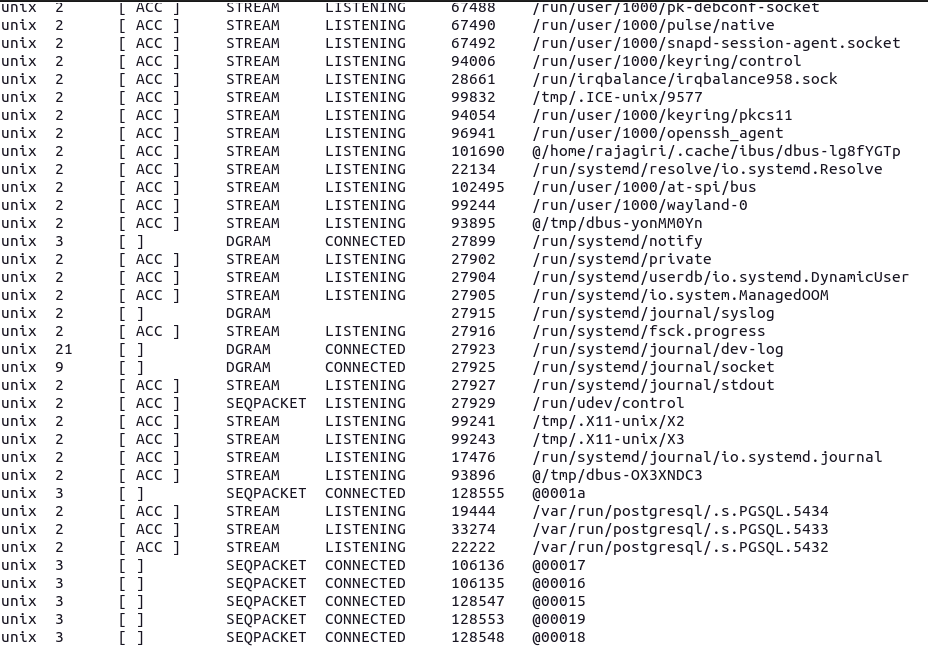 unix 2 [ ACC ] STREAM LISTENING 67488 /run/user/1000/pk-debconf-socket
unix 2 [ ACC ] STREAM LISTENING 67490 /run/user/1000/pulse/native
unix 2 [ ACC ] STREAM LISTENING 67492 /run/user/1000/snapd-session-agent.socket
unix 2 [ ACC ] STREAM LISTENING 94006 /run/user/1000/keyring/control
unix 2 [ ACC ] STREAM LISTENING 28661 /run/irqbalance/irqbalance958.sock
unix 2 [ ACC ] STREAM LISTENING 99832 /tmp/.ICE-unix/9577
unix 2 [ ACC ] STREAM LISTENING 94054 /run/user/1000/keyring/pkcs11
unix 2 [ ACC ] STREAM LISTENING 96941 /run/user/1000/openssh_agent
unix 2 [ ACC ] STREAM LISTENING 101690 @/home/rajagiri/.cache/ibus/dbus-lg8fYGTp
unix 2 [ ACC ] STREAM LISTENING 22134 /run/systemd/resolve/io.systemd.Resolve
unix 2 [ ACC ] STREAM LISTENING 102495 /run/user/1000/at-spi/bus
unix 2 [ ACC ] STREAM LISTENING 99244 /run/user/1000/wayland-0
unix 2 [ ACC ] STREAM LISTENING 93895 @/tmp/dbus-yonMM0Yn
unix 3 [ ] DGRAM CONNECTED 27899 /run/systemd/notify
unix 2 [ ACC ] STREAM LISTENING 27902 /run/systemd/private
unix 2 [ ACC ] STREAM LISTENING 27904 /run/systemd/userdb/io.systemd.DynamicUser
unix 2 [ ACC ] STREAM LISTENING 27905 /run/systemd/io.system.ManagedOOM
unix 2 [ ] DGRAM 27915 /run/systemd/journal/syslog
unix 2 [ ACC ] STREAM LISTENING 27916 /run/systemd/fsck.progress
unix 21 [ ] DGRAM CONNECTED 27923 /run/systemd/journal/dev-log
unix 9 [ ] DGRAM CONNECTED 27925 /run/systemd/journal/socket
unix 2 [ ACC ] STREAM LISTENING 27927 /run/systemd/journal/stdout
unix 2 [ ACC ] SEQPACKET LISTENING 27929 /run/udev/control
unix 2 [ ACC ] STREAM LISTENING 99241 /tmp/.X11-unix/X2
unix 2 [ ACC ] STREAM LISTENING 99243 /tmp/.X11-unix/X3
unix 2 [ ACC ] STREAM LISTENING 17476 /run/systemd/journal/io.systemd.journal
unix 2 [ ACC ] STREAM LISTENING 93896 @/tmp/dbus-OX3XNDC3
unix 3 [ ] SEQPACKET CONNECTED 128555 @0001a
unix 2 [ ACC ] STREAM LISTENING 19444 /var/run/postgresql/.s.PGSQL.5434
unix 2 [ ACC ] STREAM LISTENING 33274 /var/run/postgresql/.s.PGSQL.5433
unix 2 [ ACC ] STREAM LISTENING 22222 /var/run/postgresql/.s.PGSQL.5432
unix 3 [ ] SEQPACKET CONNECTED 106136 @00017
unix 3 [ ] SEQPACKET CONNECTED 106135 @00016
unix 3 [ ] SEQPACKET CONNECTED 128547 @00015
unix 3 [ ] SEQPACKET CONNECTED 128553 @00019
unix 3 [ ] SEQPACKET CONNECTED 128548 @00018